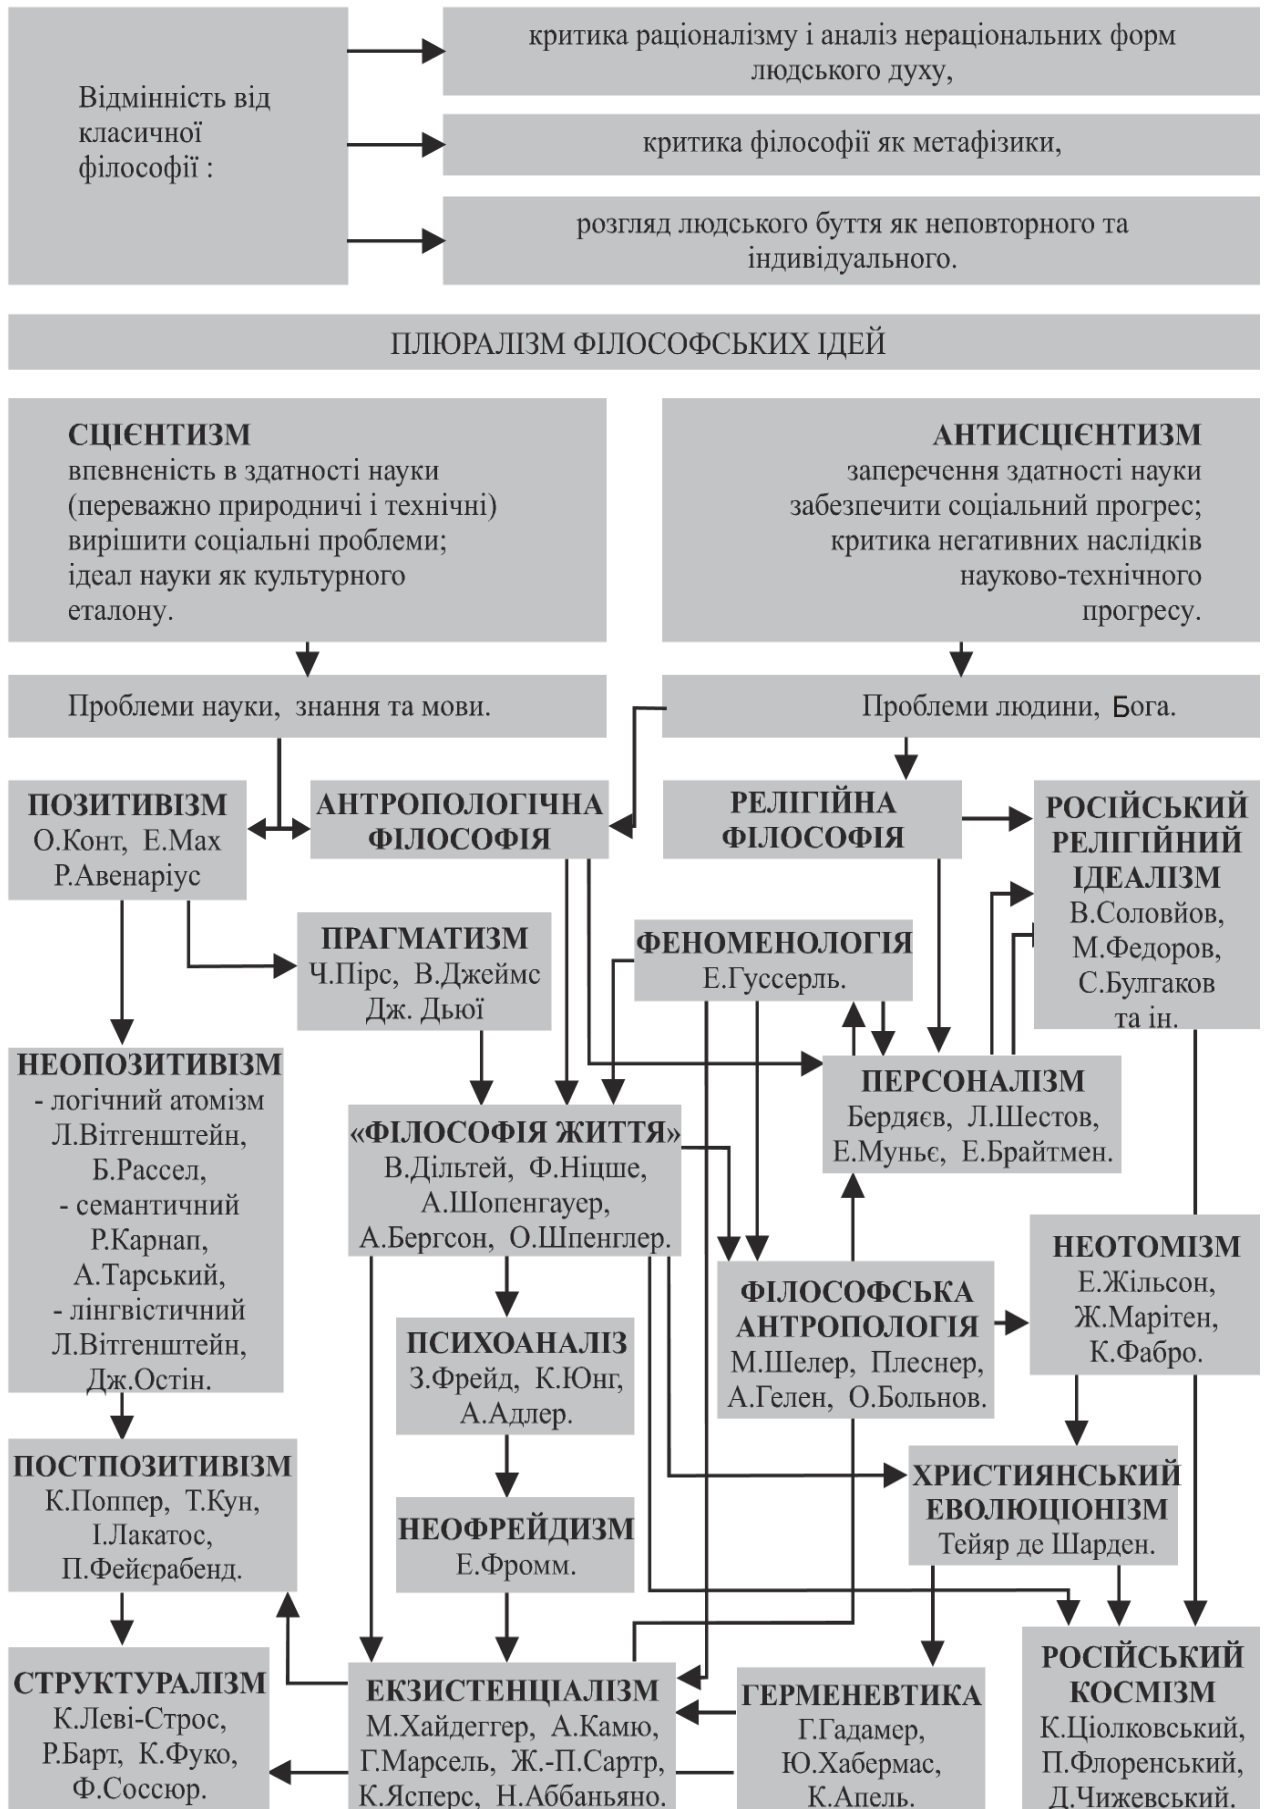 Відмінність від
класичної
філософії :
критика раціоналізму і аналіз нераціональних форм
людського духу,
критика філософії як метафізики,
розгляд людського буття як неповторного та
індивідуального.
ПЛЮРАЛІЗМ ФІЛОСОФСЬКИХ ІДЕЙ
СЦІЄНТИЗМ
впевненість в здатності науки
(переважно природничі і технічні)
вирішити соціальні проблеми;
ідеал науки як культурного
еталону.
АНТИСЦІЄНТИЗМ
заперечення здатності науки
забезпечити соціальний прогрес;
критика негативних наслідків
науково-технічного
прогресу.
Проблеми науки, знання та мови.
Проблеми людини, Бога.
ПОЗИТИВІЗМ
О.Конт, Е.Мах
Р.Авенаріус
АНТРОПОЛОГІЧНА
ФІЛОСОФІЯ
РЕЛІГІЙНА
ФІЛОСОФІЯ
РОСІЙСЬКИЙ
РЕЛІГІЙНИЙ
ІДЕАЛІЗМ
В.Соловйов,
М.Федоров,
С.Булгаков
та ін.
ПРАГМАТИЗМ
Ч.Пірс, В.Джеймс
Дж. Дьюї
ФЕНОМЕНОЛОГІЯ
Е.Гуссерль.
НЕОПОЗИТИВІЗМ
- логічний атомізм
Л.Вітгенштейн,
Б.Рассел,
- семантичний
Р.Карнап,
А.Тарський,
- лінгвістичний
Л.Вітгенштейн,
Дж.Остін.
«ФІЛОСОФІЯ ЖИТТЯ»
В.Дільтей, Ф.Ніцше,
А.Шопенгауер,
А.Бергсон, О.Шпенглер.
ПЕРСОНАЛІЗМ
Бердяєв, Л.Шестов,
Е.Муньє, Е.Брайтмен.
НЕОТОМІЗМ
Е.Жільсон,
Ж.Марітен,
К.Фабро.
ФІЛОСОФСЬКА
АНТРОПОЛОГІЯ
М.Шелер, Плеснер,
А.Гелен, О.Больнов.
ПСИХОАНАЛІЗ
З.Фрейд, К.Юнг,
А.Адлер.
ПОСТПОЗИТИВІЗМ
К.Поппер, Т.Кун,
І.Лакатос,
П.Фейєрабенд.
НЕОФРЕЙДИЗМ
Е.Фромм.
ХРИСТИЯНСЬКИЙ
ЕВОЛЮЦІОНІЗМ
Тейяр де Шарден.
СТРУКТУРАЛІЗМ
К.Леві-Строс,
Р.Барт, К.Фуко,
Ф.Соссюр.
ЕКЗИСТЕНЦІАЛІЗМ
М.Хайдеггер, А.Камю,
Г.Марсель, Ж.-П.Сартр,
К.Ясперс, Н.Аббаньяно.
ГЕРМЕНЕВТИКА
Г.Гадамер,
Ю.Хабермас,
К.Апель.
РОСІЙСЬКИЙ
КОСМІЗМ
К.Ціолковський,
П.Флоренський,
Д.Чижевський.